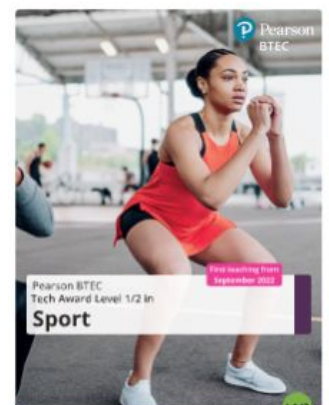 Pearson
BTEC
First teaching from
September 2022
Pearson BTEC
Tech Award Level 1/2 in
Sport